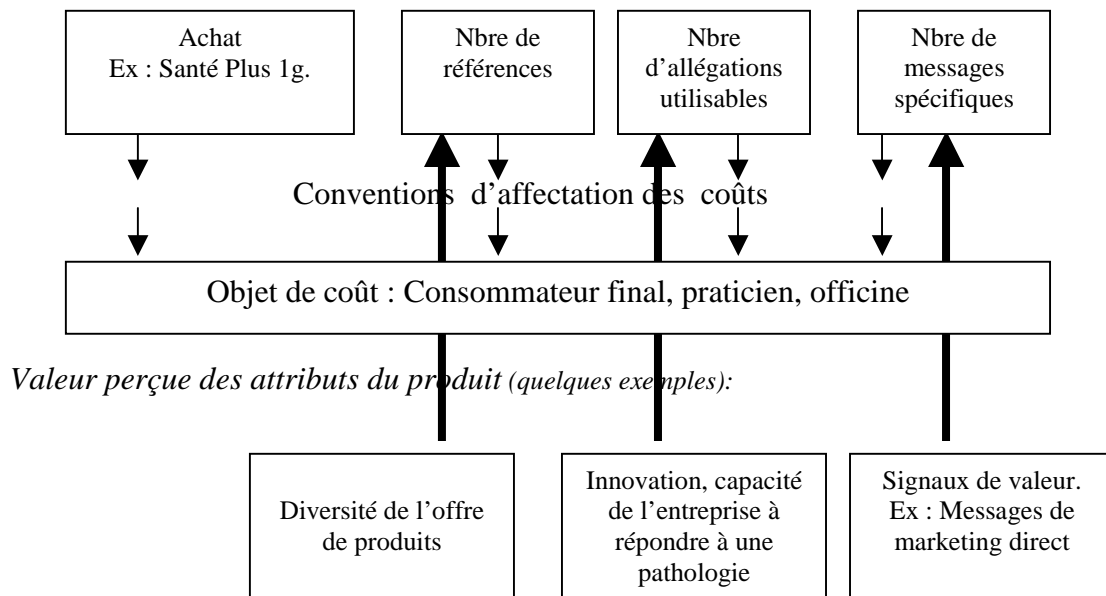 Achat
Ex : Santé Plus 1g.
Nbre de
références
Nbre
d’allégations
utilisables
Nbre de
messages
spécifiques
Conventions d’affectation des coûts
Objet de coût : Consommateur final, praticien, officine
Valeur perçue des attributs du produit (quelques exemples):
Diversité de l’offre
de produits
Innovation, capacité
de l’entreprise à
répondre à une
pathologie
Signaux de valeur.
Ex : Messages de
marketing direct